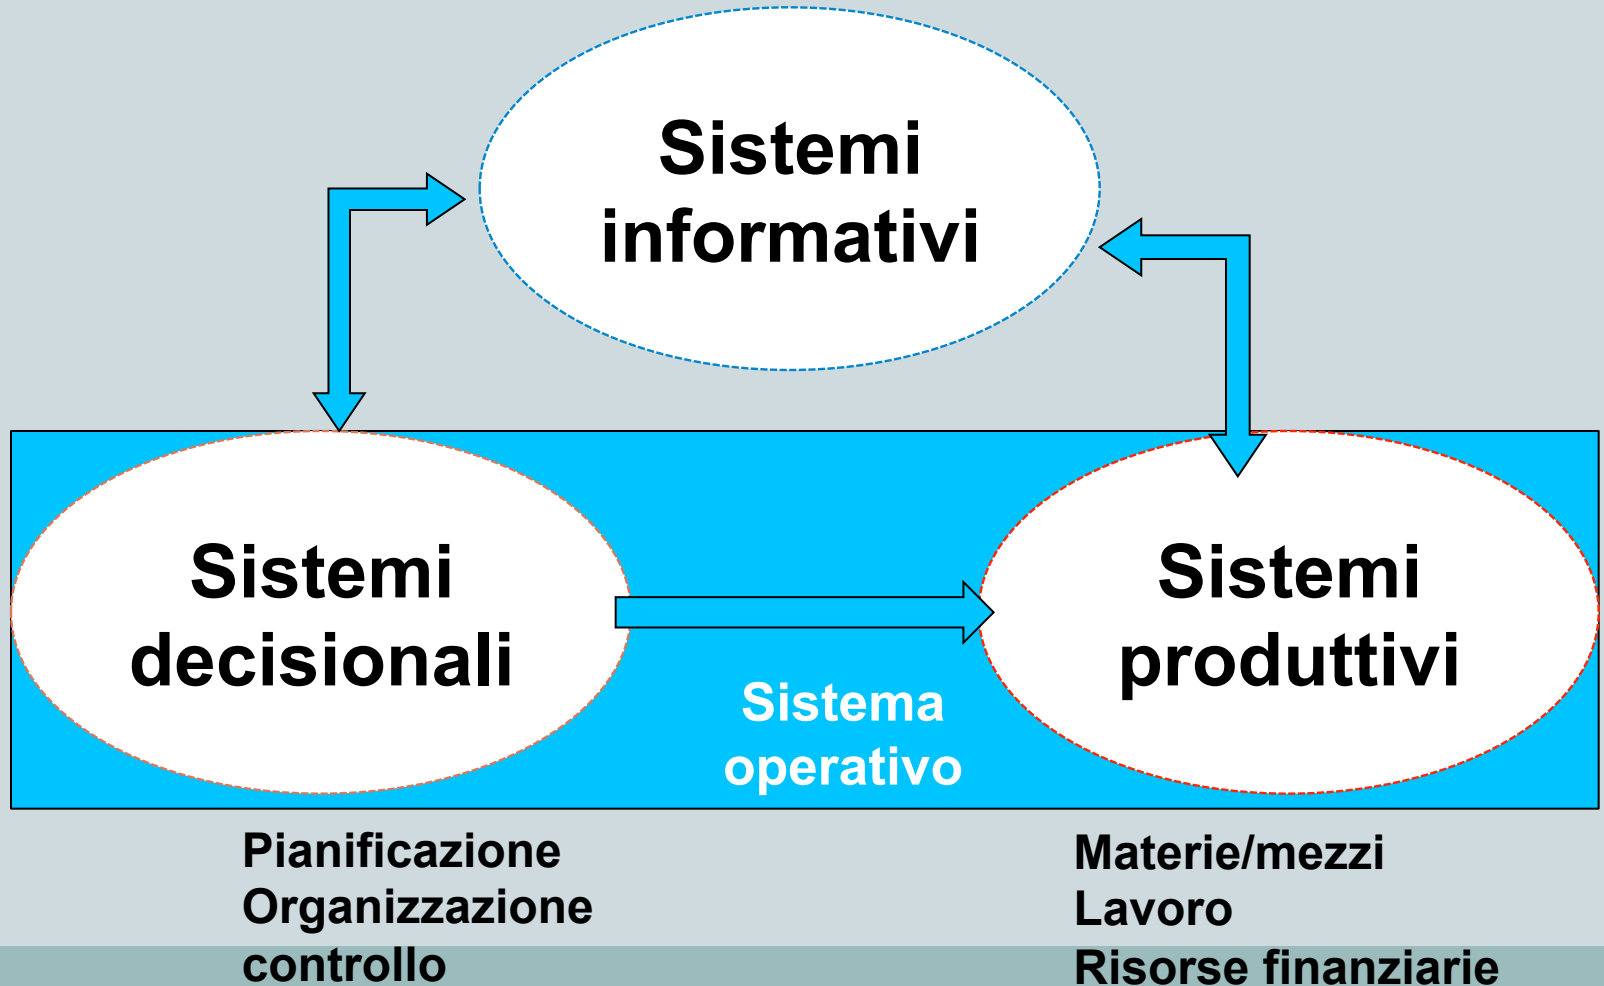 Sistemi
informativi
Sistemi
decisionali
Sistemi
produttivi
Sistema
operativo
Pianificazione
Organizzazione
controllo
Materie/mezzi
Lavoro
Risorse finanziarie